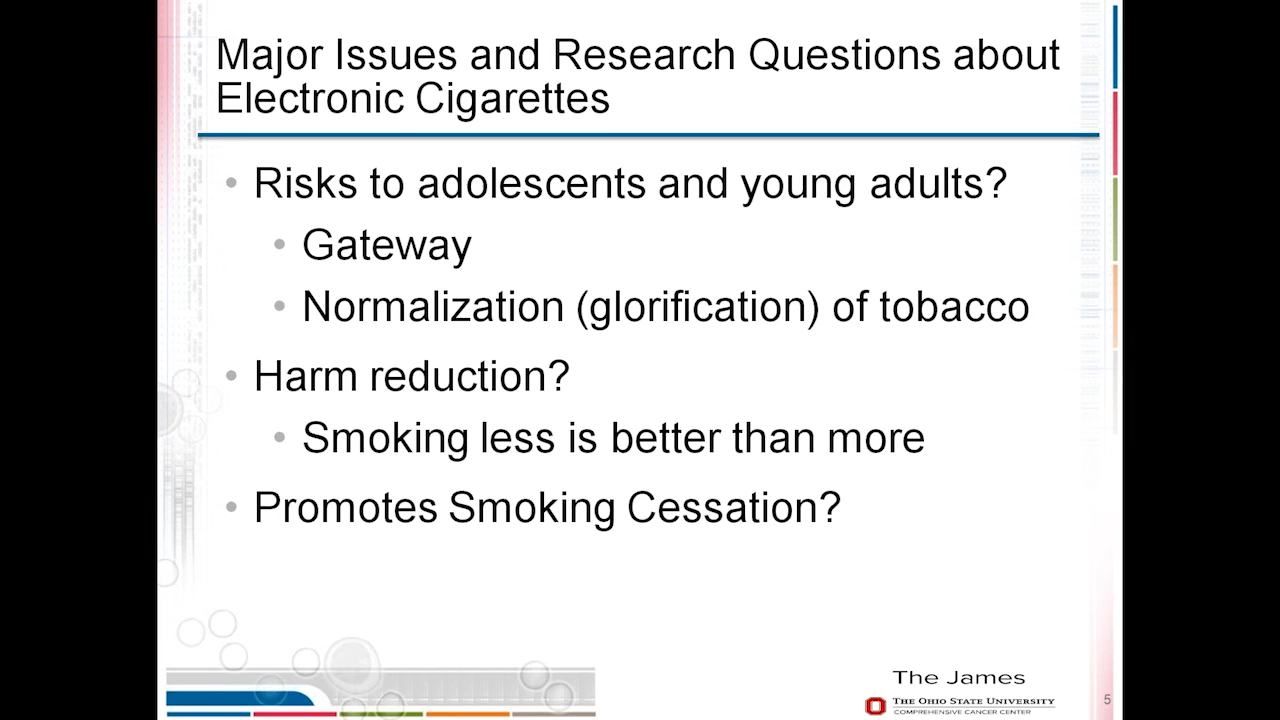 Major Issues and Research Questions about
Electronic Cigarettes
• Risks to adolescents and young adults?
• Gateway
• Normalization (glorification) of tobacco
• Harm reduction?
• Smoking less is better than more
• Promotes Smoking Cessation?
The James
THE OHIO STATE UNIVERSITY
COMPREHENSIVE CANCER CENTER
5